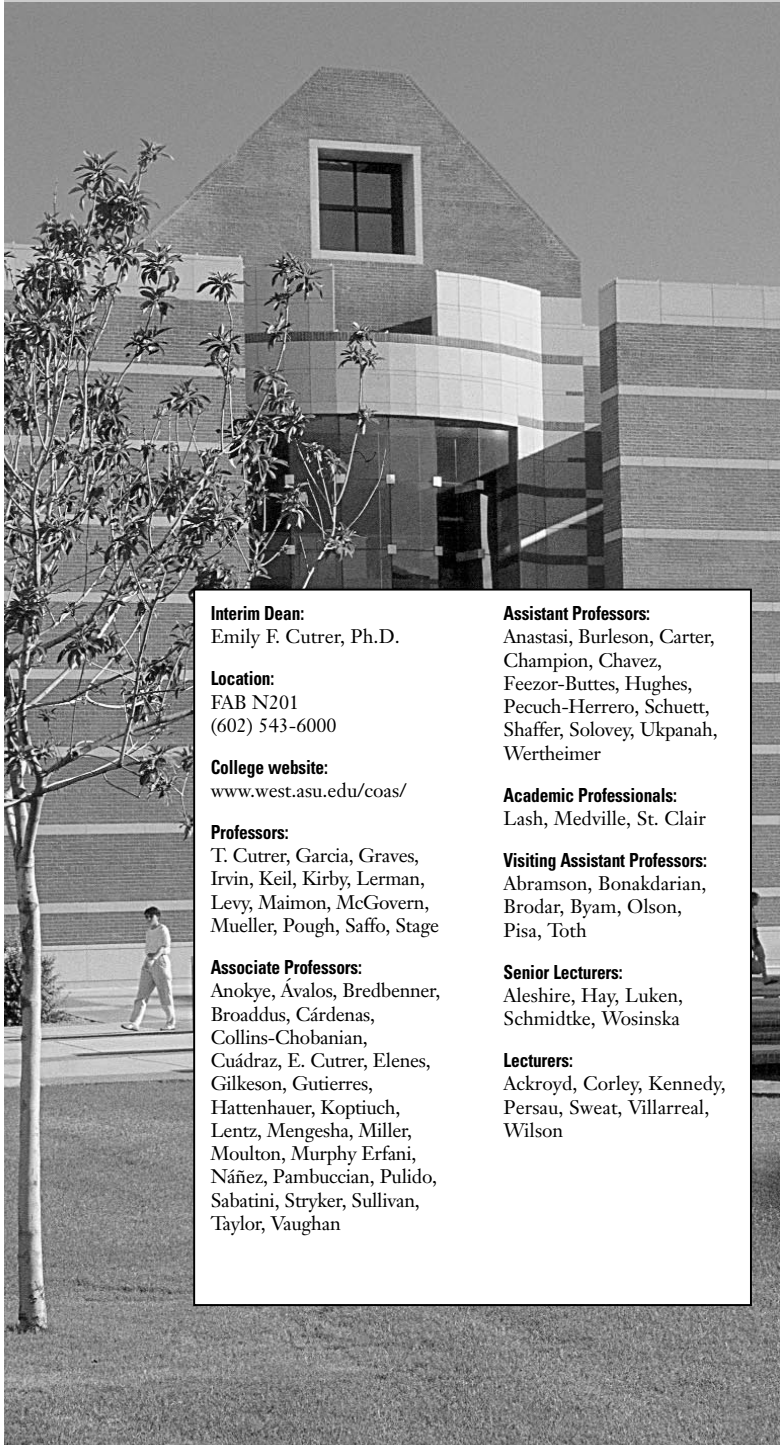 Interim Dean:
Emily F. Cutrer, Ph.D.
Location:
FAB N201
(602) 543-6000
College website:
www.west.asu.edu/coas/
Professors:
T. Cutrer, Garcia, Graves,
Irvin, Keil, Kirby, Lerman,
Levy, Maimon, McGovern,
Mueller, Pough, Saffo, Stage
Associate Professors:
Anokye, Ávalos, Bredbenner,
Broaddus, Cárdenas,
Collins-Chobanian,
Cuádraz, E. Cutrer, Elenes,
Gilkeson, Gutierres,
Hattenhauer, Koptiuch,
Lentz, Mengesha, Miller,
Moulton, Murphy Erfani,
Náñez, Pambuccian, Pulido,
Sabatini, Stryker, Sullivan,
Taylor, Vaughan
Assistant Professors:
Anastasi, Burleson, Carter,
Champion, Chavez,
Feezor-Buttes, Hughes,
Pecuch-Herrero, Schuett,
Shaffer, Solovey, Ukpanah,
Wertheimer
Academic Professionals:
Lash, Medville, St. Clair
Visiting Assistant Professors:
Abramson, Bonakdarian,
Brodar, Byam, Olson,
Pisa, Toth
Senior Lecturers:
Aleshire, Hay, Luken,
Schmidtke, Wosinska
Lecturers:
Ackroyd, Corley, Kennedy,
Persau, Sweat, Villarreal,
Wilson